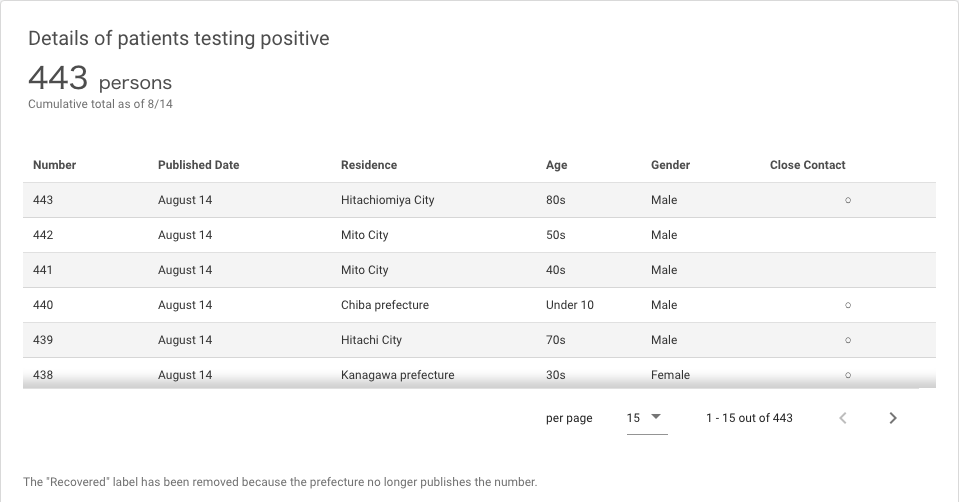 Details of patients testing positive
443 persons
Cumulative total as of 8/14
Number Published Date Residence Age Gender Close Contact
443 August 14 Hitachiomiya City 80s Male ○
442 August 14 Mito City 50s Male
441 August 14 Mito City 40s Male
440 August 14 Chiba prefecture Under 10 Male ○
439 August 14 Hitachi City 70s Male ○
438 August 14 Kanagawa prefecture 30s Female ○
per page 15 1 - 15 out of 443
The "Recovered" label has been removed because the prefecture no longer publishes the number.